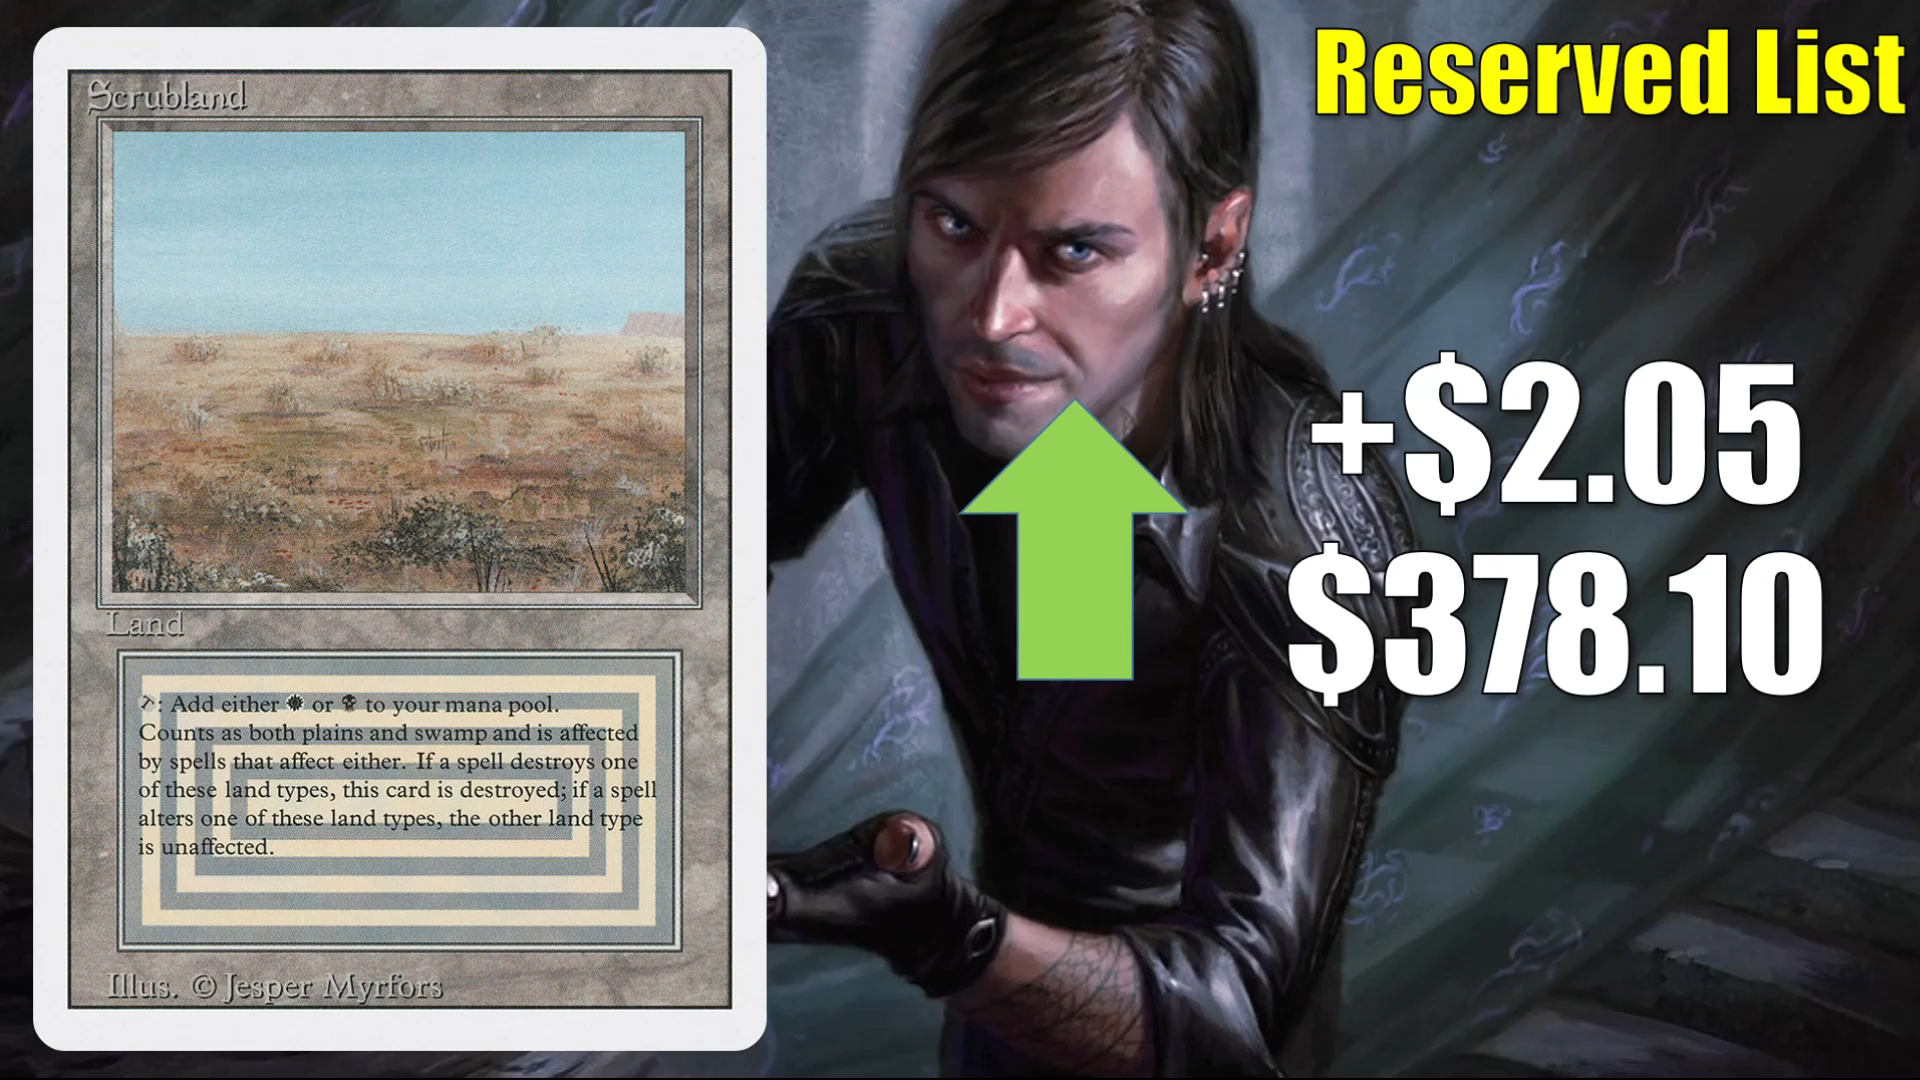 Scrubland
Land
: Add either or to your mana pool.
Counts as both plains and swamp and is affected
by spells that affect either. If a spell destroys one
of these land types, this card is destroyed; if a spell
alters one of these land types, the other land type
is unaffected.
Illus. © Jesper Myrfors
Reserved List
+$2.05
$378.10